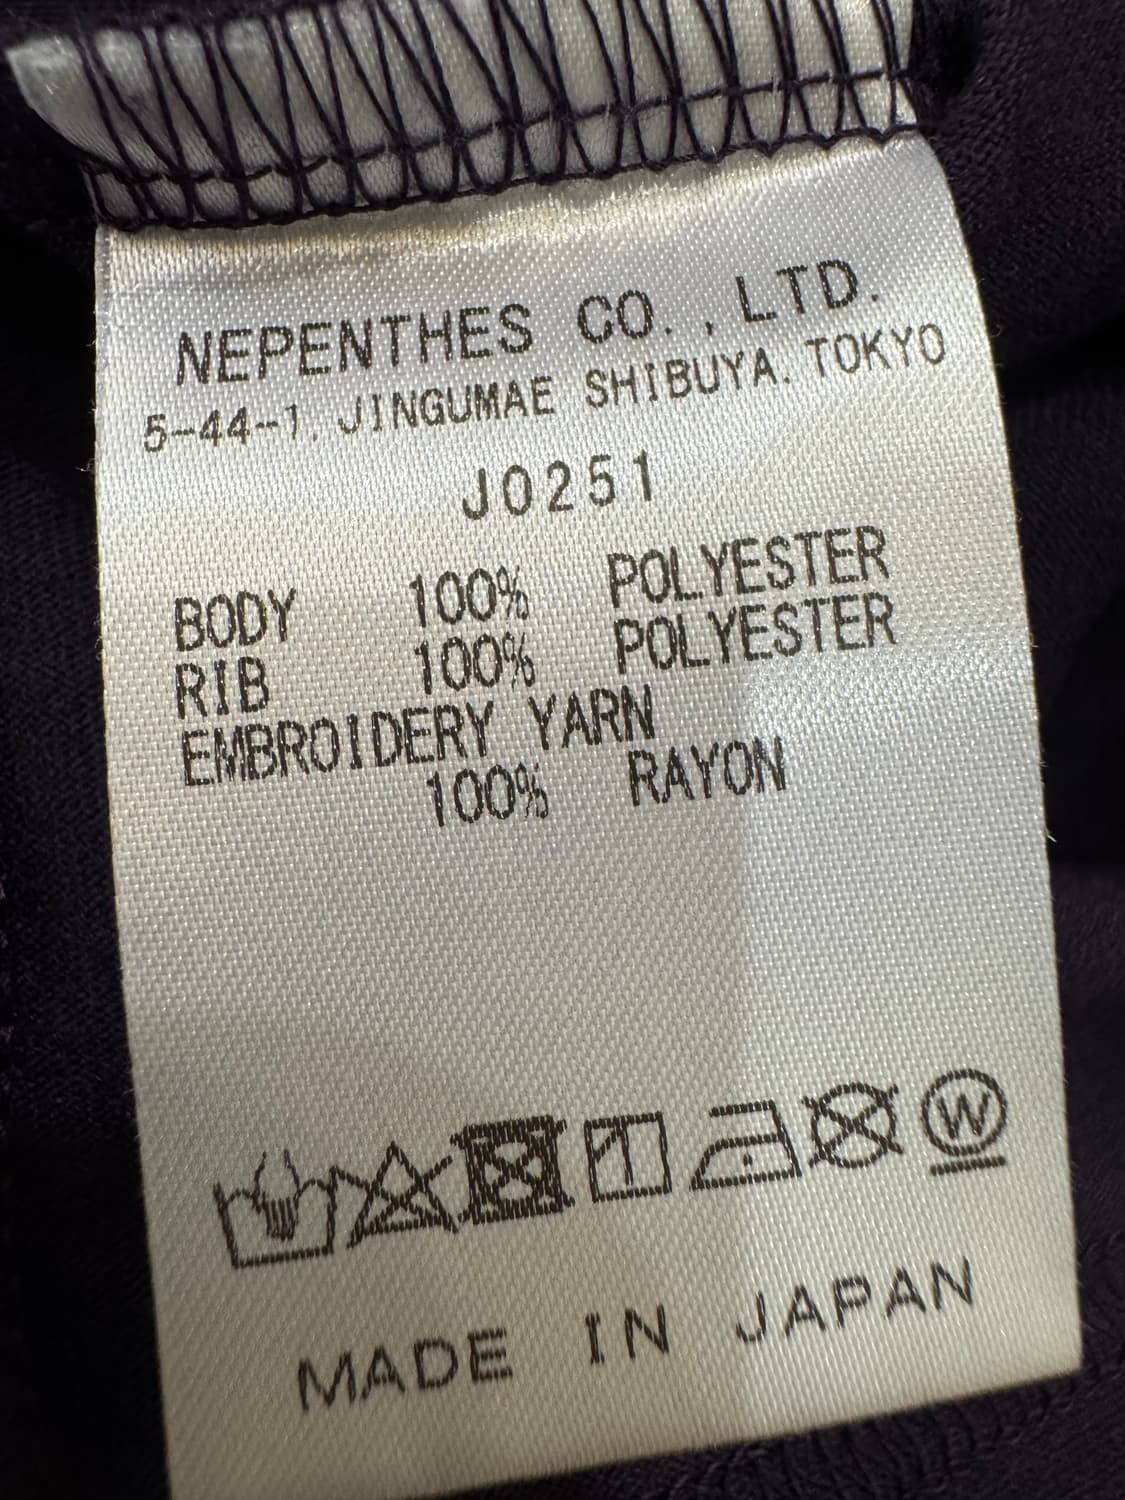 NEPENTHES CO., LTD.
5-44-1, JINGUMAE SHIBUYA. TOKYO
J0251
BODY 100% POLYESTER
RIB 100% POLYESTER
EMBROIDERY YARN
100% RAYON
W
MADE IN JAPAN